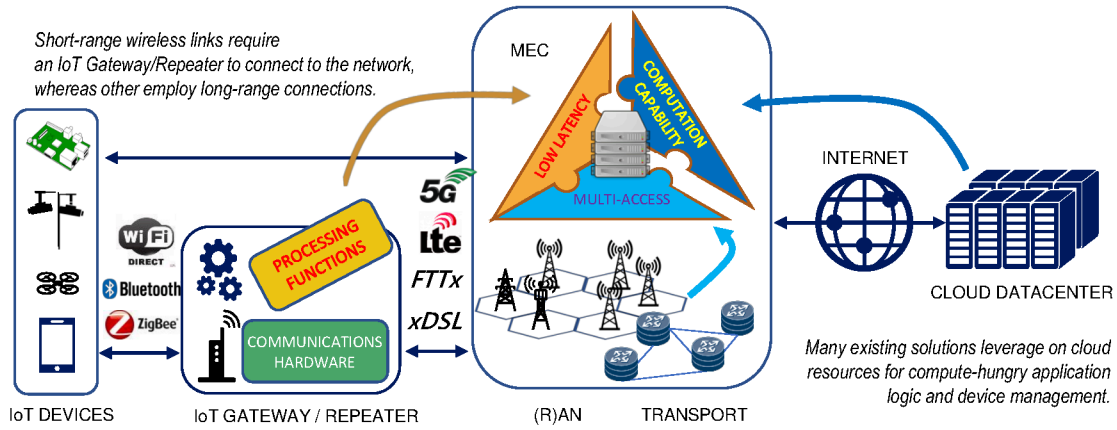 Short-range wireless links require
an IoT Gateway/Repeater to connect to the network,
whereas other employ long-range connections.
MEC
LOW LATENCY
COMPUTATION
CAPABILITY
MULTI-ACCESS
INTERNET
CLOUD DATACENTER
5G
Lte
FTTx
xDSL
WiFi
DIRECT
Bluetooth
ZigBee
PROCESSING
FUNCTIONS
COMMUNICATIONS
HARDWARE
Many existing solutions leverage on cloud
resources for compute-hungry application
logic and device management.
IoT DEVICES
IoT GATEWAY / REPEATER
(R)AN
TRANSPORT